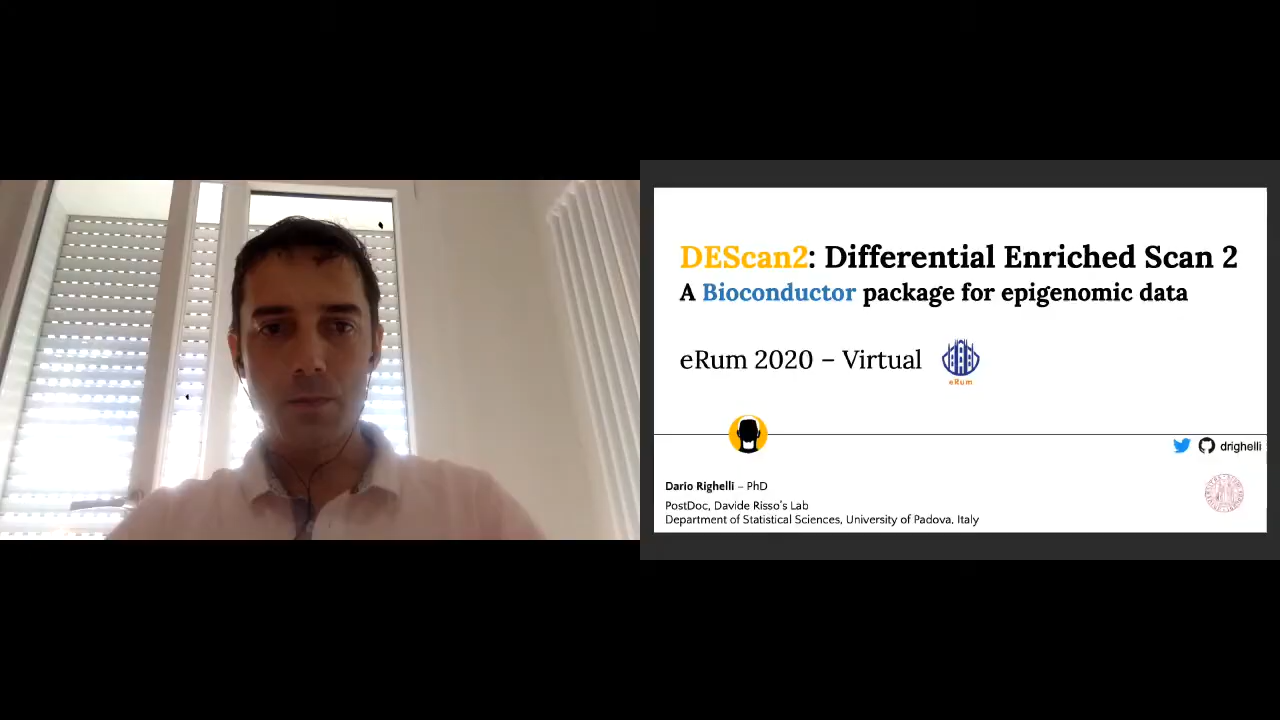 DEScan2: Differential Enriched Scan 2
A Bioconductor package for epigenomic data
eRum 2020 – Virtual
eRum
drighelli
Dario Righelli – PhD
PostDoc, Davide Risso's Lab
Department of Statistical Sciences, University of Padova, Italy